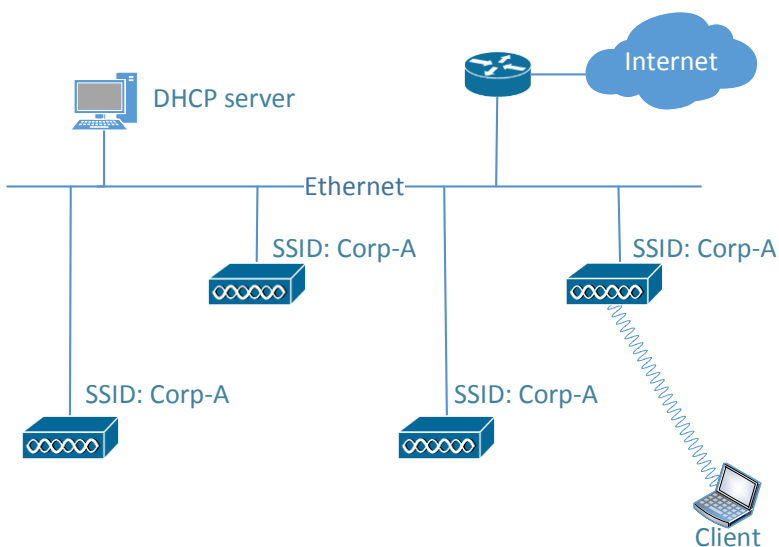 Internet
DHCP server
Ethernet
SSID: Corp-A
SSID: Corp-A
SSID: Corp-A
SSID: Corp-A
Client